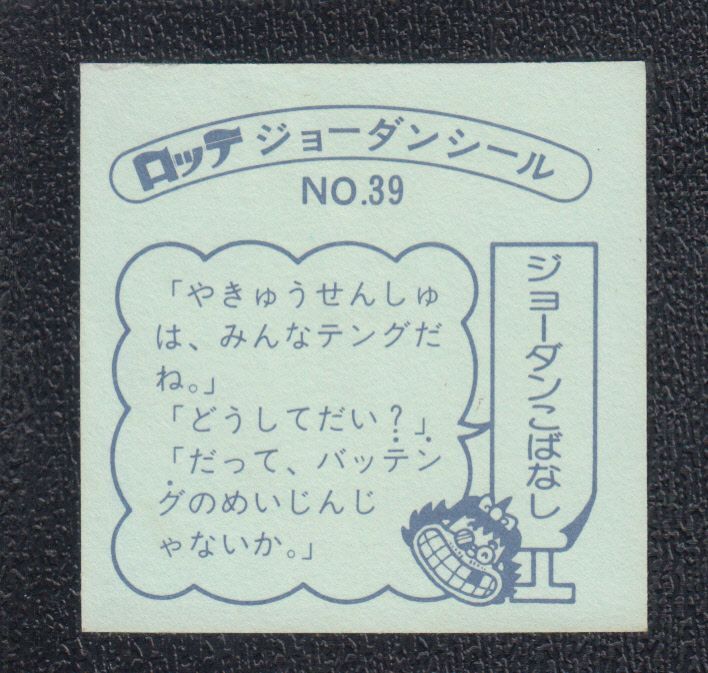 ロッテ ジョーダンシール
NO.39
ジョーダンこばなし
「やきゅうせんしゅ
は、みんなテングだ
ね。」
「どうしてだい？」
「だって、バッテン
グのめいじんじ
ゃないか。」